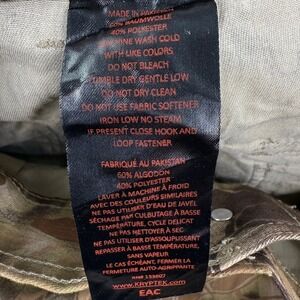 MADE IN PAKISTAN
60% BAUMWOLLE
40% POLYESTER
MACHINE WASH COLD
WITH LIKE COLORS
DO NOT BLEACH
TUMBLE DRY GENTLE LOW
DO NOT DRY CLEAN
DO NOT USE FABRIC SOFTENER
IRON LOW NO STEAM
IF PRESENT CLOSE HOOK AND
LOOP FASTENER
FABRIQUÉ AU PAKISTAN
60% ALGODON
40% POLYESTER
LAVER À MACHINE À FROID
AVEC DES COULEURS SIMILAIRES
NE PAS UTILISER D'EAU DE JAVEL
SÉCHAGE PAR CULBUTAGE À BASSE
TEMPÉRATURE, CYCLE DELICAT
NE PAS NETTOYER À SEC
NE PAS UTILISER D'ASSOUPLISSANT
REPASSER À BASSE TEMPÉRATURE,
SANS VAPEUR
LE CAS ÉCHÉANT, FERMER LA
FERMETURE AUTO-AGRIPPANTE
RN#
WWW.KRYPTEK.COM
EAC